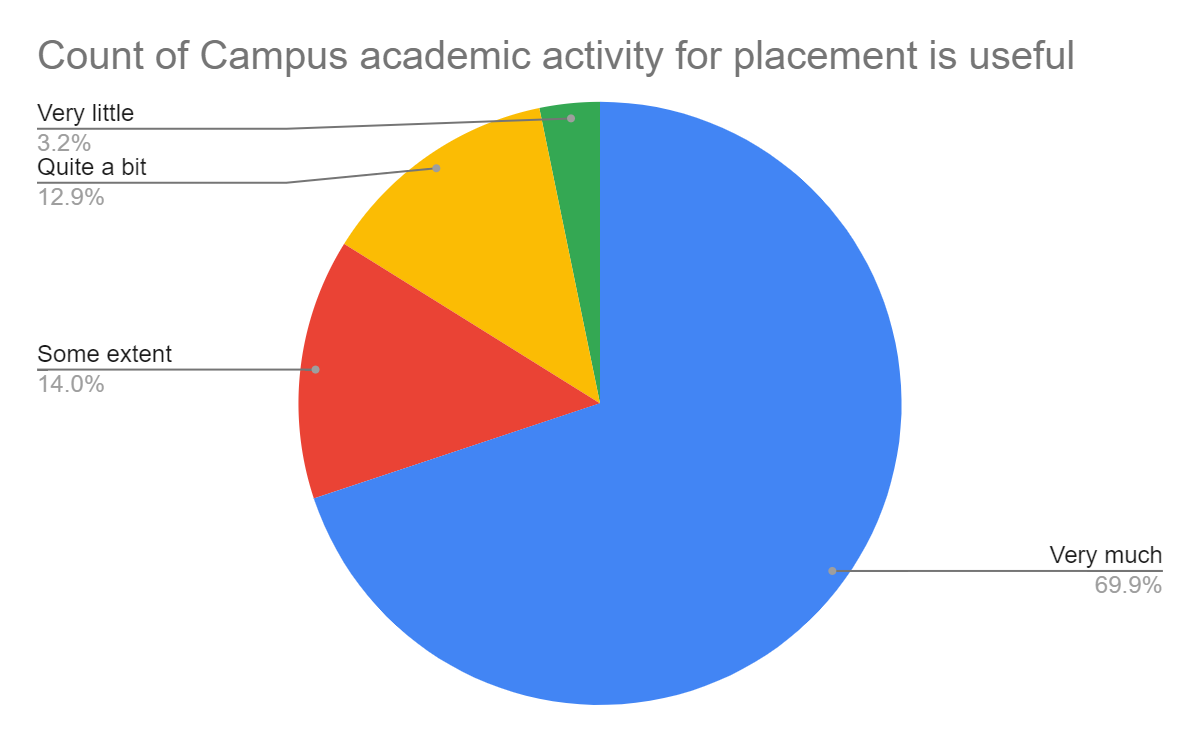 Count of Campus academic activity for placement is useful
Very little
3.2%
Quite a bit
12.9%
Some extent
14.0%
Very much
69.9%